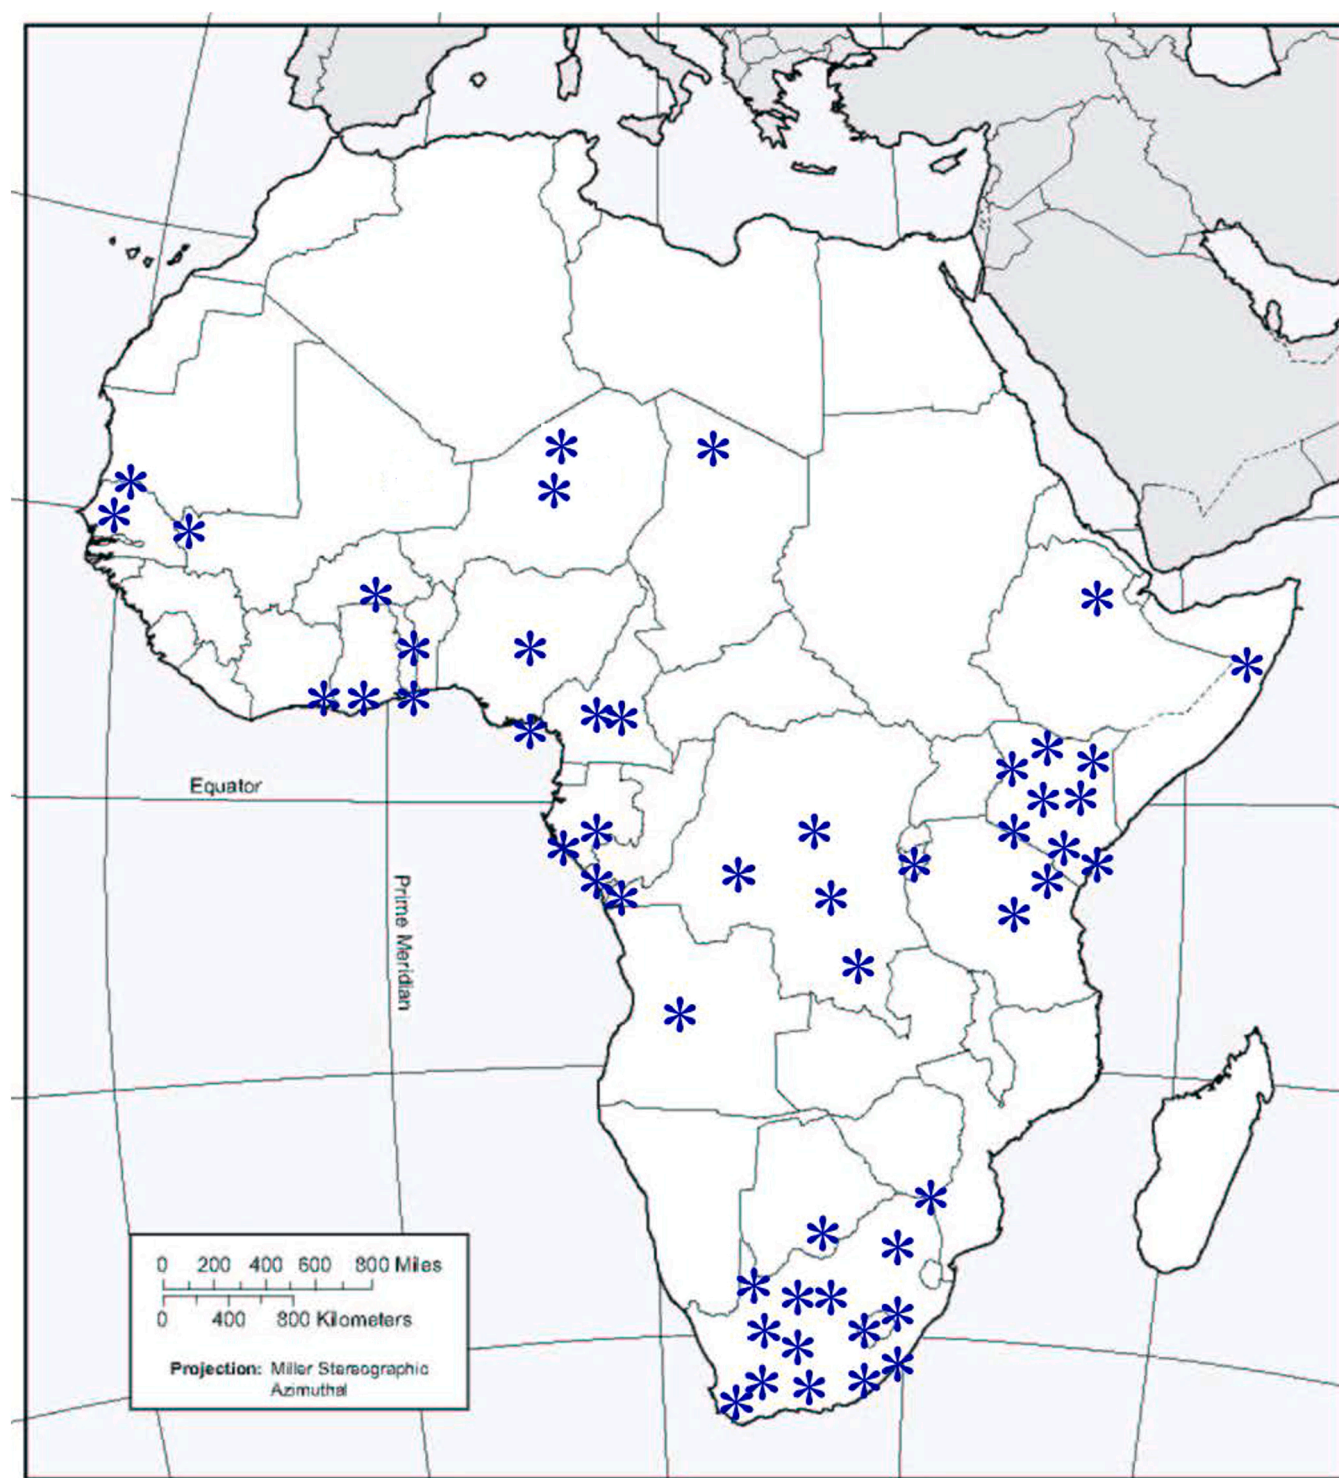 Equator
Prime Meridian
0 200 400 600 800 Miles
0 400 800 Kilometers
Projection: Miller Stereographic
Azimuthal